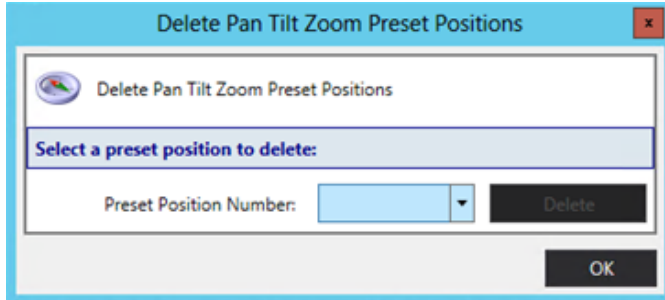 Delete Pan Tilt Zoom Preset Positions
x
Delete Pan Tilt Zoom Preset Positions
Select a preset position to delete:
Preset Position Number: Delete
OK